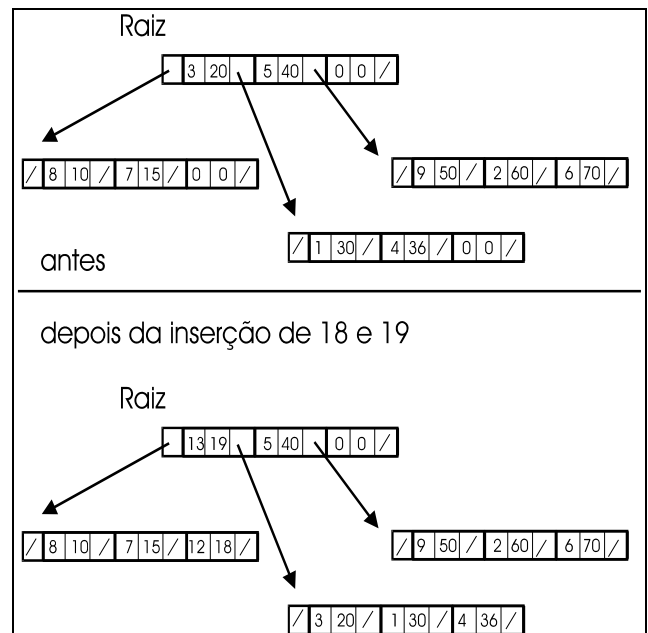 Raiz
3 20 5 40 0 0 /
/ 8 10 / 7 15 / 0 0 /
/ 9 50 / 2 60 / 6 70 /
/ 1 30 / 4 36 / 0 0 /
antes
depois da inserção de 18 e 19
Raiz
13 19 5 40 0 0 /
/ 8 10 / 7 15 / 12 18 /
/ 9 50 / 2 60 / 6 70 /
/ 3 20 / 1 30 / 4 36 /